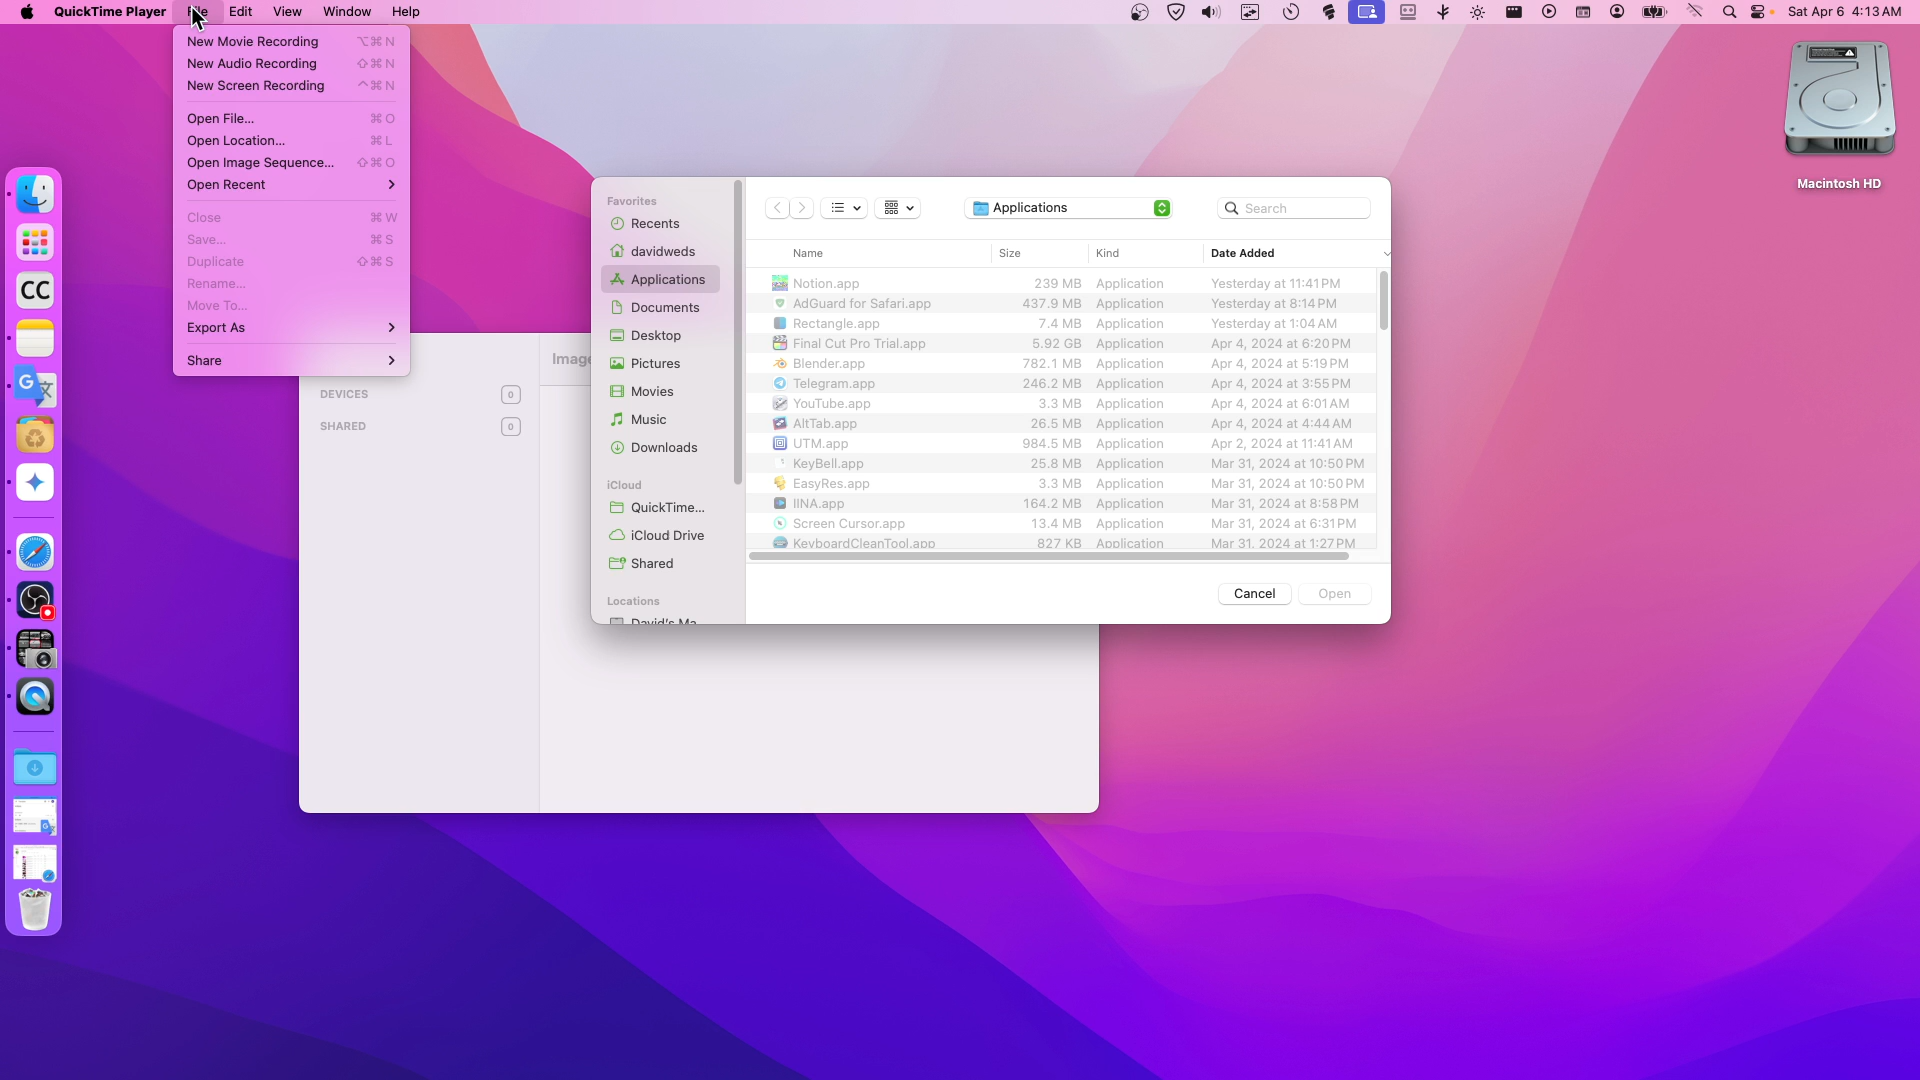 QuickTime Player File Edit View Window Help
Sat Apr 6 4:13 AM
New Movie Recording ⌥⌘N
New Audio Recording ⇧⌘N
New Screen Recording ^⌘N
Open File... ⌘O
Open Location... ⌘L
Open Image Sequence... ⇧⌘O
Open Recent
Close ⌘W
Save... ⌘S
Duplicate ⇧⌘S
Rename...
Move To...
Export As
Share
Macintosh HD
CC
DEVICES 0
SHARED 0
Favorites
Recents
davidweds
Applications
Documents
Desktop
Pictures
Movies
Music
Downloads
iCloud
QuickTime...
iCloud Drive
Shared
Locations
David's Ma...
Applications
Search
Name Size Kind Date Added
Notion.app 239 MB Application Yesterday at 11:41 PM
AdGuard for Safari.app 437.9 MB Application Yesterday at 8:14 PM
Rectangle.app 7.4 MB Application Yesterday at 1:04 AM
Final Cut Pro Trial.app 5.92 GB Application Apr 4, 2024 at 6:20 PM
Blender.app 782.1 MB Application Apr 4, 2024 at 5:19 PM
Telegram.app 246.2 MB Application Apr 4, 2024 at 3:55 PM
YouTube.app 3.3 MB Application Apr 4, 2024 at 6:01 AM
AltTab.app 26.5 MB Application Apr 4, 2024 at 4:44 AM
UTM.app 984.5 MB Application Apr 2, 2024 at 11:41 AM
KeyBell.app 25.8 MB Application Mar 31, 2024 at 10:50 PM
EasyRes.app 3.3 MB Application Mar 31, 2024 at 10:50 PM
IINA.app 164.2 MB Application Mar 31, 2024 at 8:58 PM
Screen Cursor.app 13.4 MB Application Mar 31, 2024 at 6:31 PM
KeyboardCleanTool.app 827 KB Application Mar 31, 2024 at 1:27 PM
Cancel Open